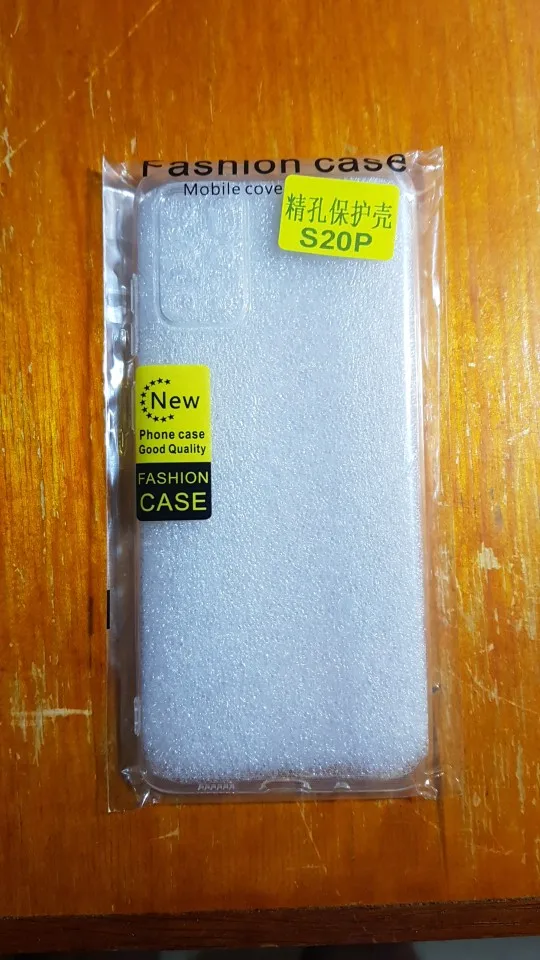 Fashion case
Mobile cove
精孔保护壳
S20P
New
Phone case
Good Quality
FASHION
CASE